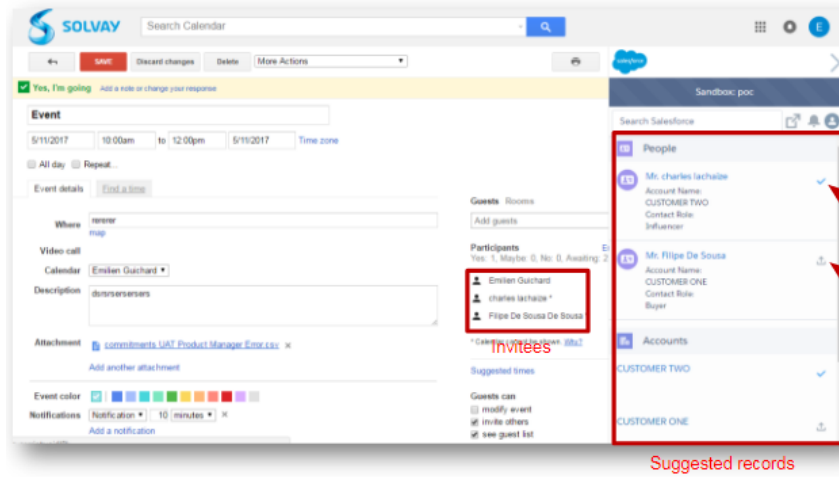 SOLVAY
Search Calendar
E
SAVE
Discard changes
Delete
More Actions
salesforce
Yes, I'm going
Add a note or change your response
Sandbox: poc
Event
Search Salesforce
5/11/2017
10:00am
to
12:00pm
5/11/2017
Time zone
All day
Repeat...
Event details
Find a time
Where
rererer
map
Video call
Calendar
Emilien Guichard
Description
dsrsrsersersers
Attachment
commitments UAT Product Manager Error.csv
Add another attachment
Event color
Notifications
Notification
10
minutes
Add a notification
Guests
Rooms
Add guests
Participants
Yes: 1, Maybe: 0, No: 0, Awaiting: 2
Emilien Guichard
charles lachaize *
Filipe De Sousa De Sousa
* Calendar cannot be shown. Why?
Invitees
Suggested times
Guests can
modify event
invite others
see guest list
People
Mr. charles lachaize
Account Name:
CUSTOMER TWO
Contact Role:
Influencer
Mr. Filipe De Sousa
Account Name:
CUSTOMER ONE
Contact Role:
Buyer
Accounts
CUSTOMER TWO
CUSTOMER ONE
Suggested records